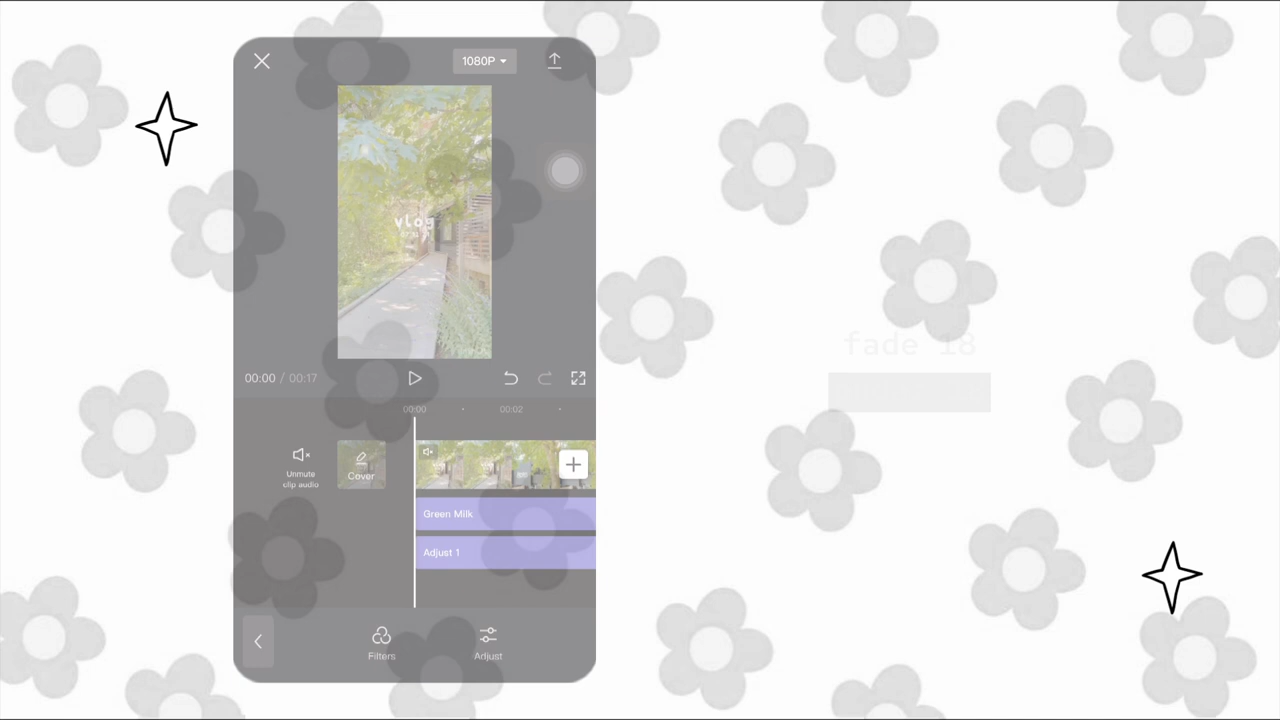 1080P
vlog
00:00 / 00:17
00:00
00:02
Unmute
clip audio
Cover
Green Milk
Adjust 1
Filters
Adjust
fade 18